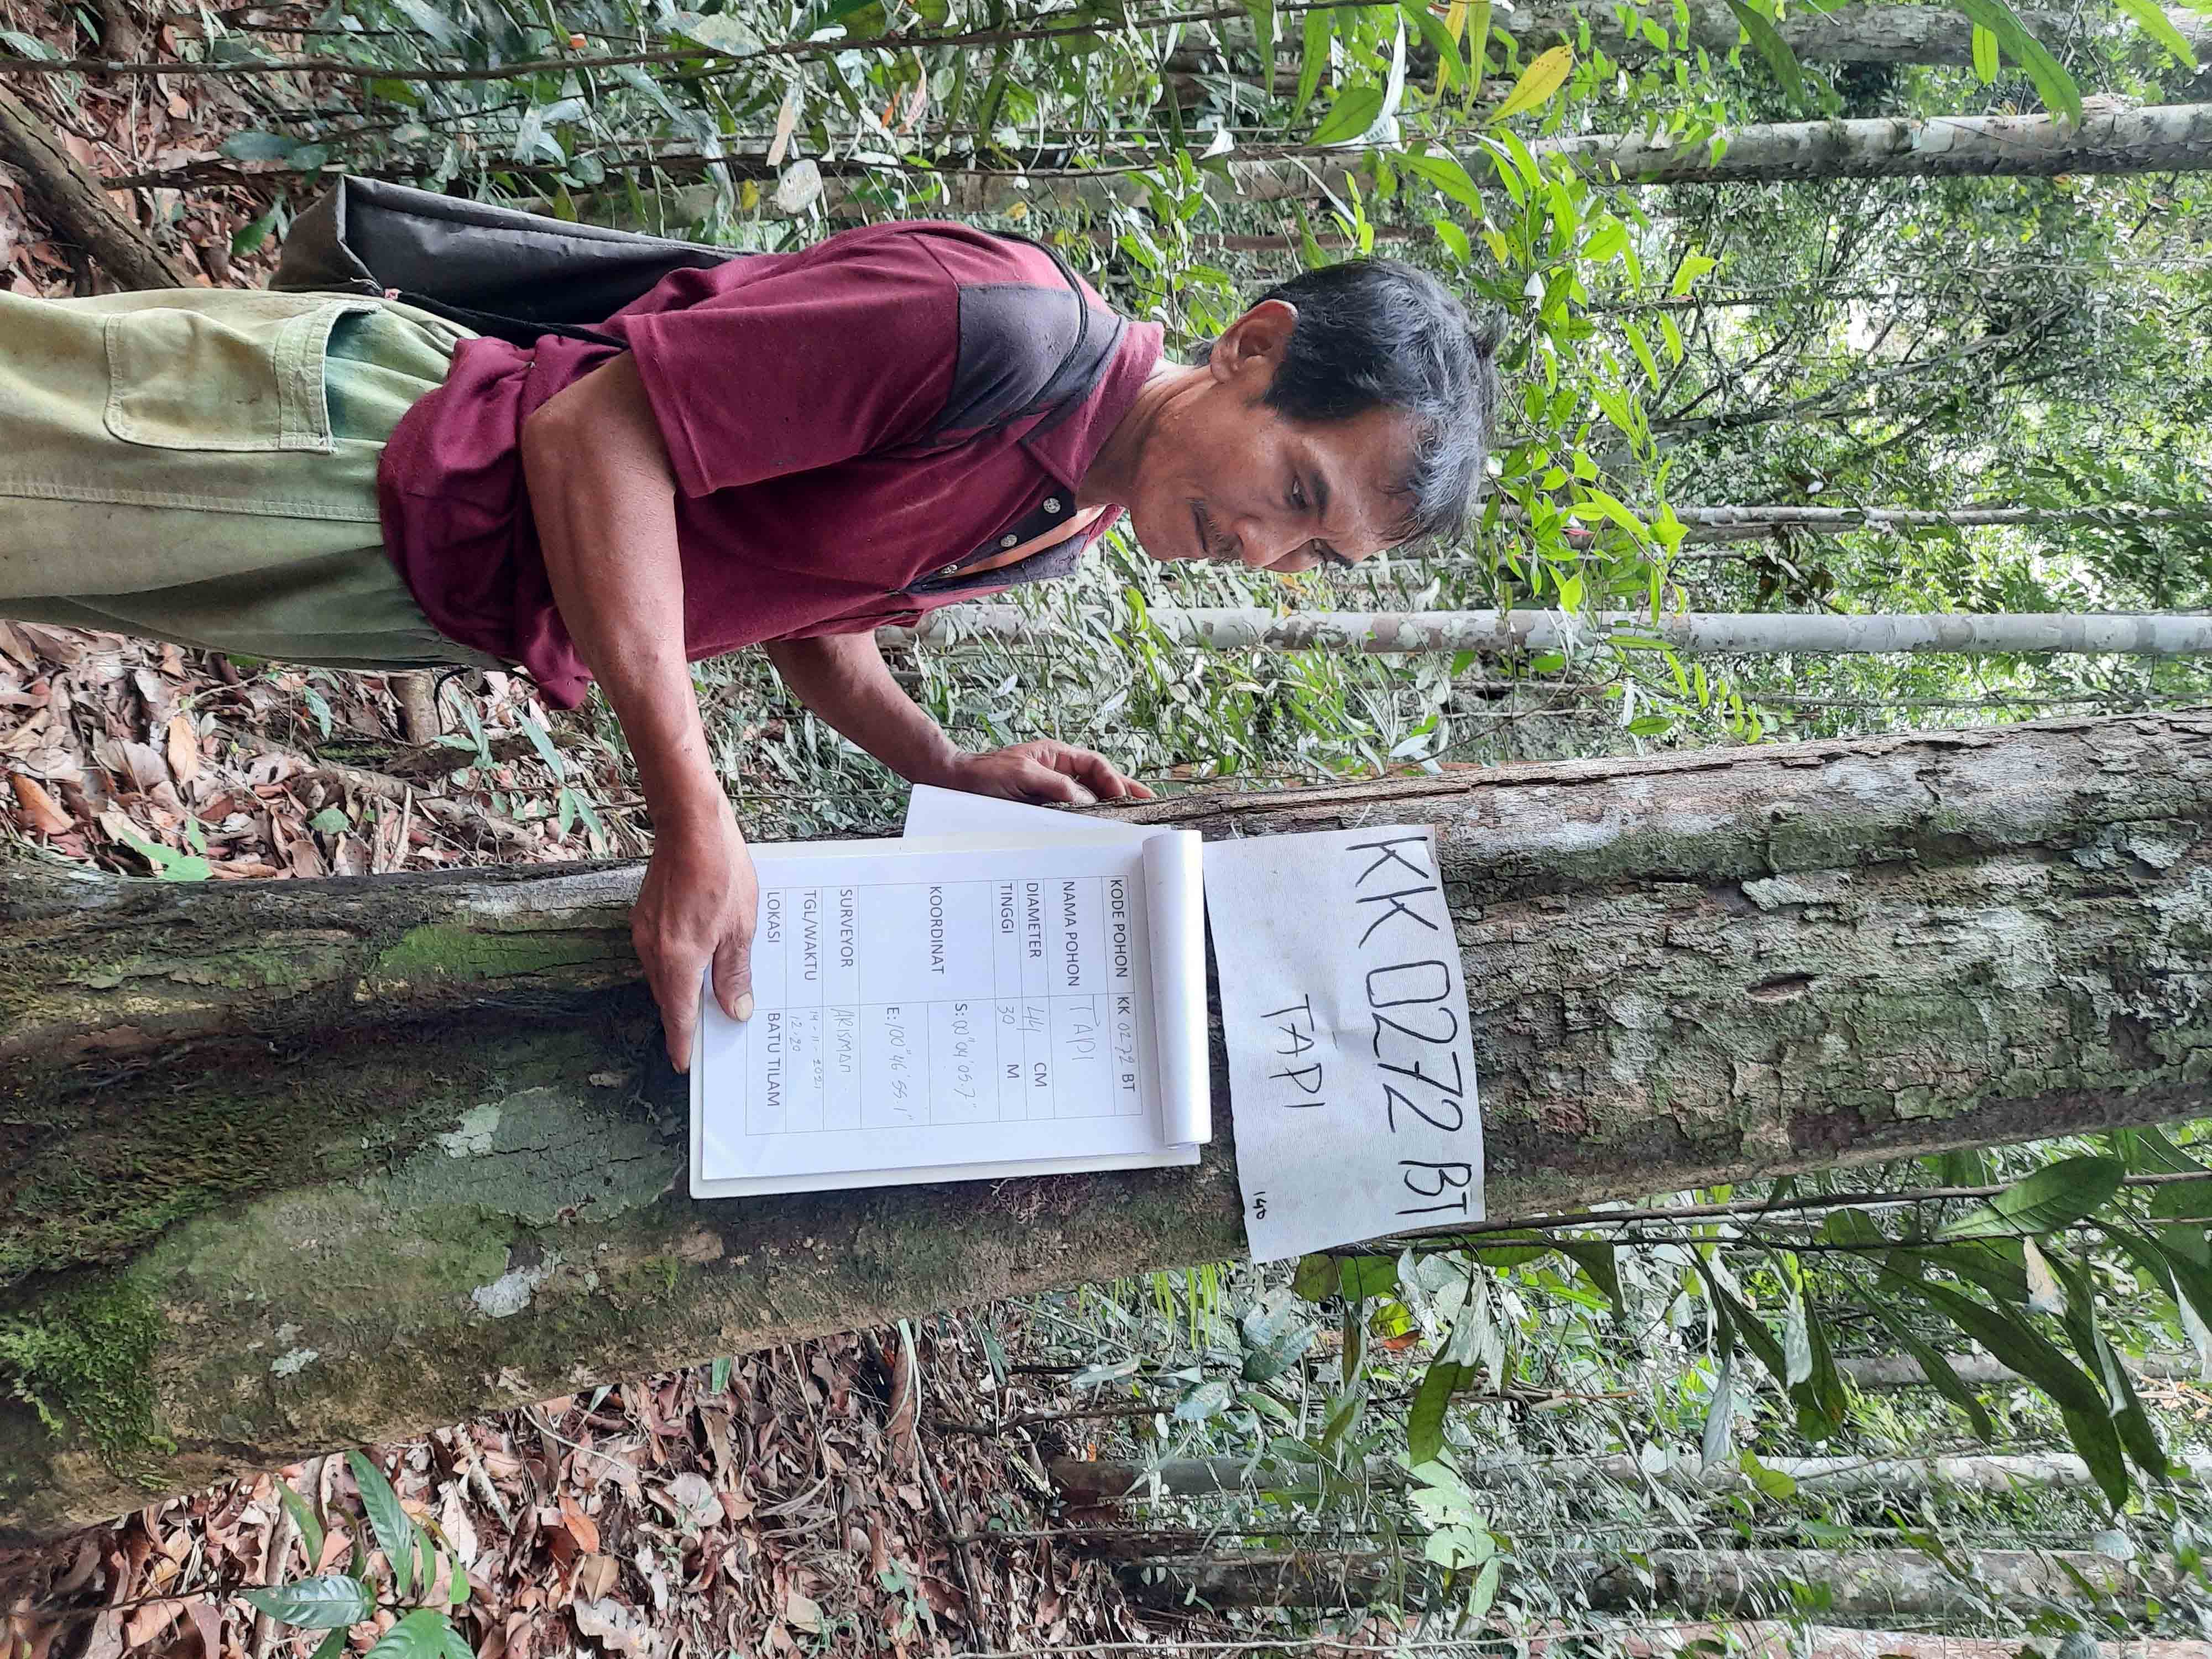 KK 0272 BT
TAPI
140
KODE POHON KK 0272 BT
NAMA POHON TAPI
DIAMETER 44 CM
TINGGI 30 M
KOORDINAT S: 00°04'05.7"
E: 100°46'55.1"
SURVEYOR ARISMAN
TGL/WAKTU 14-11-2021
12.20
LOKASI BATU TILAM